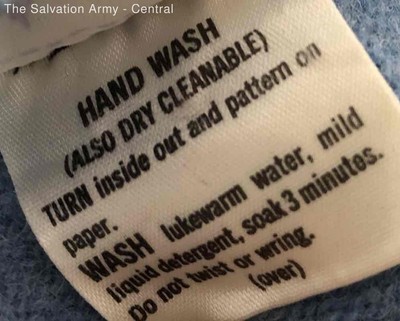 The Salvation Army - Central
HAND WASH
(ALSO DRY CLEANABLE)
TURN inside out and pattern on
paper.
WASH lukewarm water, mild
liquid detergent, soak 3 minutes.
Do not twist or wring.
(over)